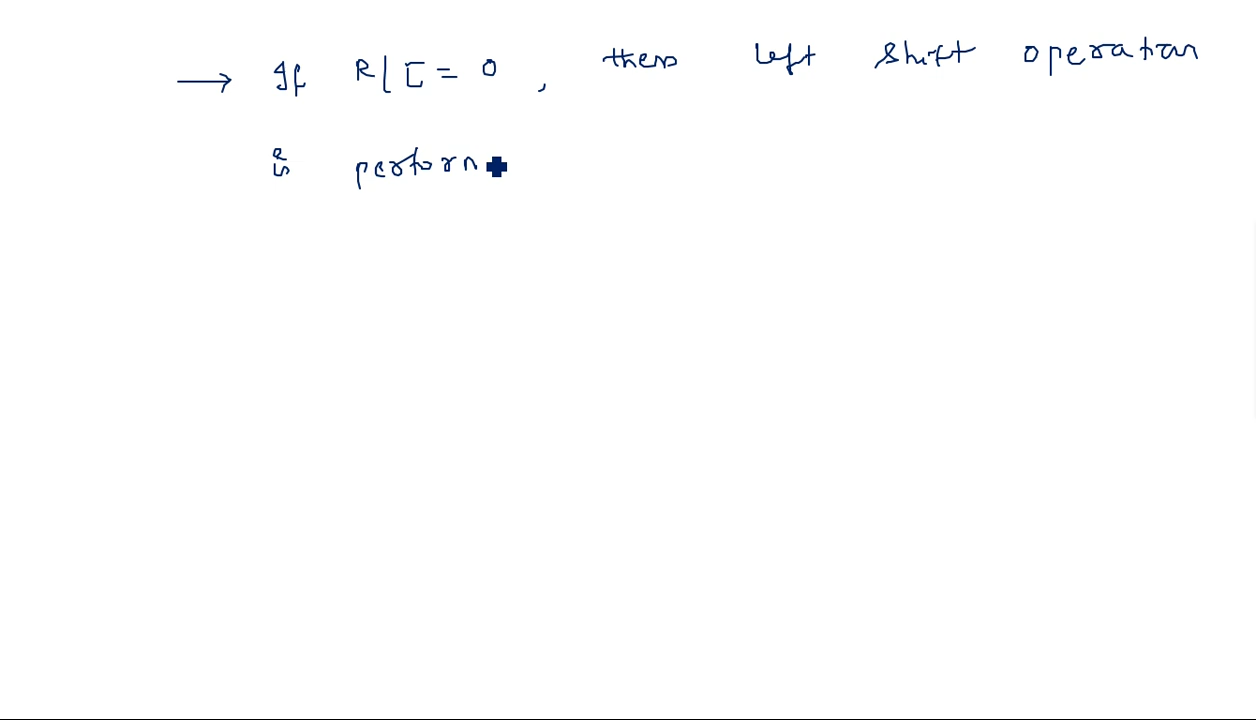 → If R/L̅ = 0, then left shift operation
is perform